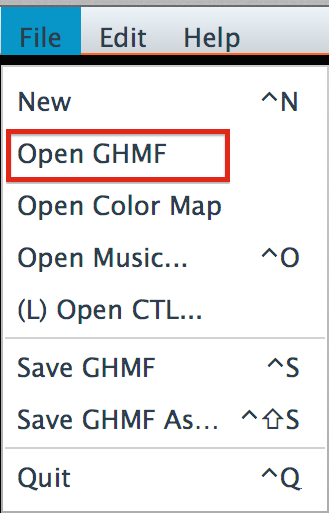 File Edit Help
New ^N
Open GHMF
Open Color Map
Open Music... ^O
(L) Open CTL...
Save GHMF ^S
Save GHMF As... ^⇧S
Quit ^Q